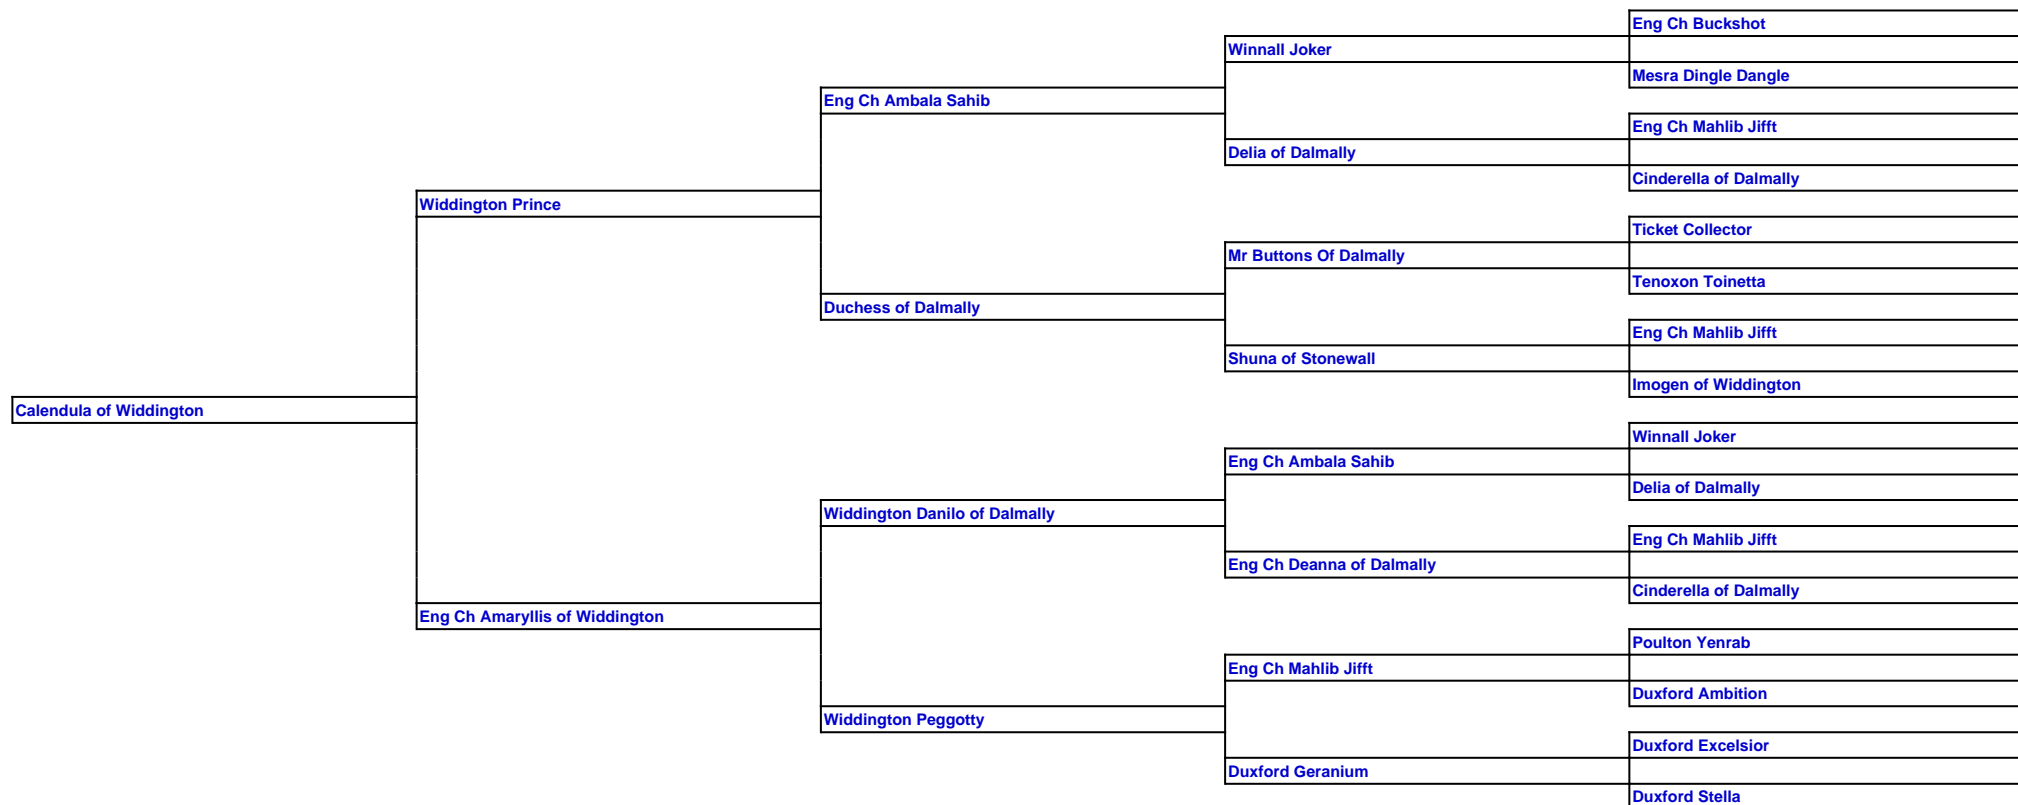 Eng Ch Buckshot
Winnall Joker
Mesra Dingle Dangle
Eng Ch Ambala Sahib
Eng Ch Mahlib Jifft
Delia of Dalmally
Cinderella of Dalmally
Widdington Prince
Ticket Collector
Mr Buttons Of Dalmally
Tenoxon Toinetta
Duchess of Dalmally
Eng Ch Mahlib Jifft
Shuna of Stonewall
Imogen of Widdington
Calendula of Widdington
Winnall Joker
Eng Ch Ambala Sahib
Delia of Dalmally
Widdington Danilo of Dalmally
Eng Ch Mahlib Jifft
Eng Ch Deanna of Dalmally
Cinderella of Dalmally
Eng Ch Amaryllis of Widdington
Poulton Yenrab
Eng Ch Mahlib Jifft
Duxford Ambition
Widdington Peggotty
Duxford Excelsior
Duxford Geranium
Duxford Stella